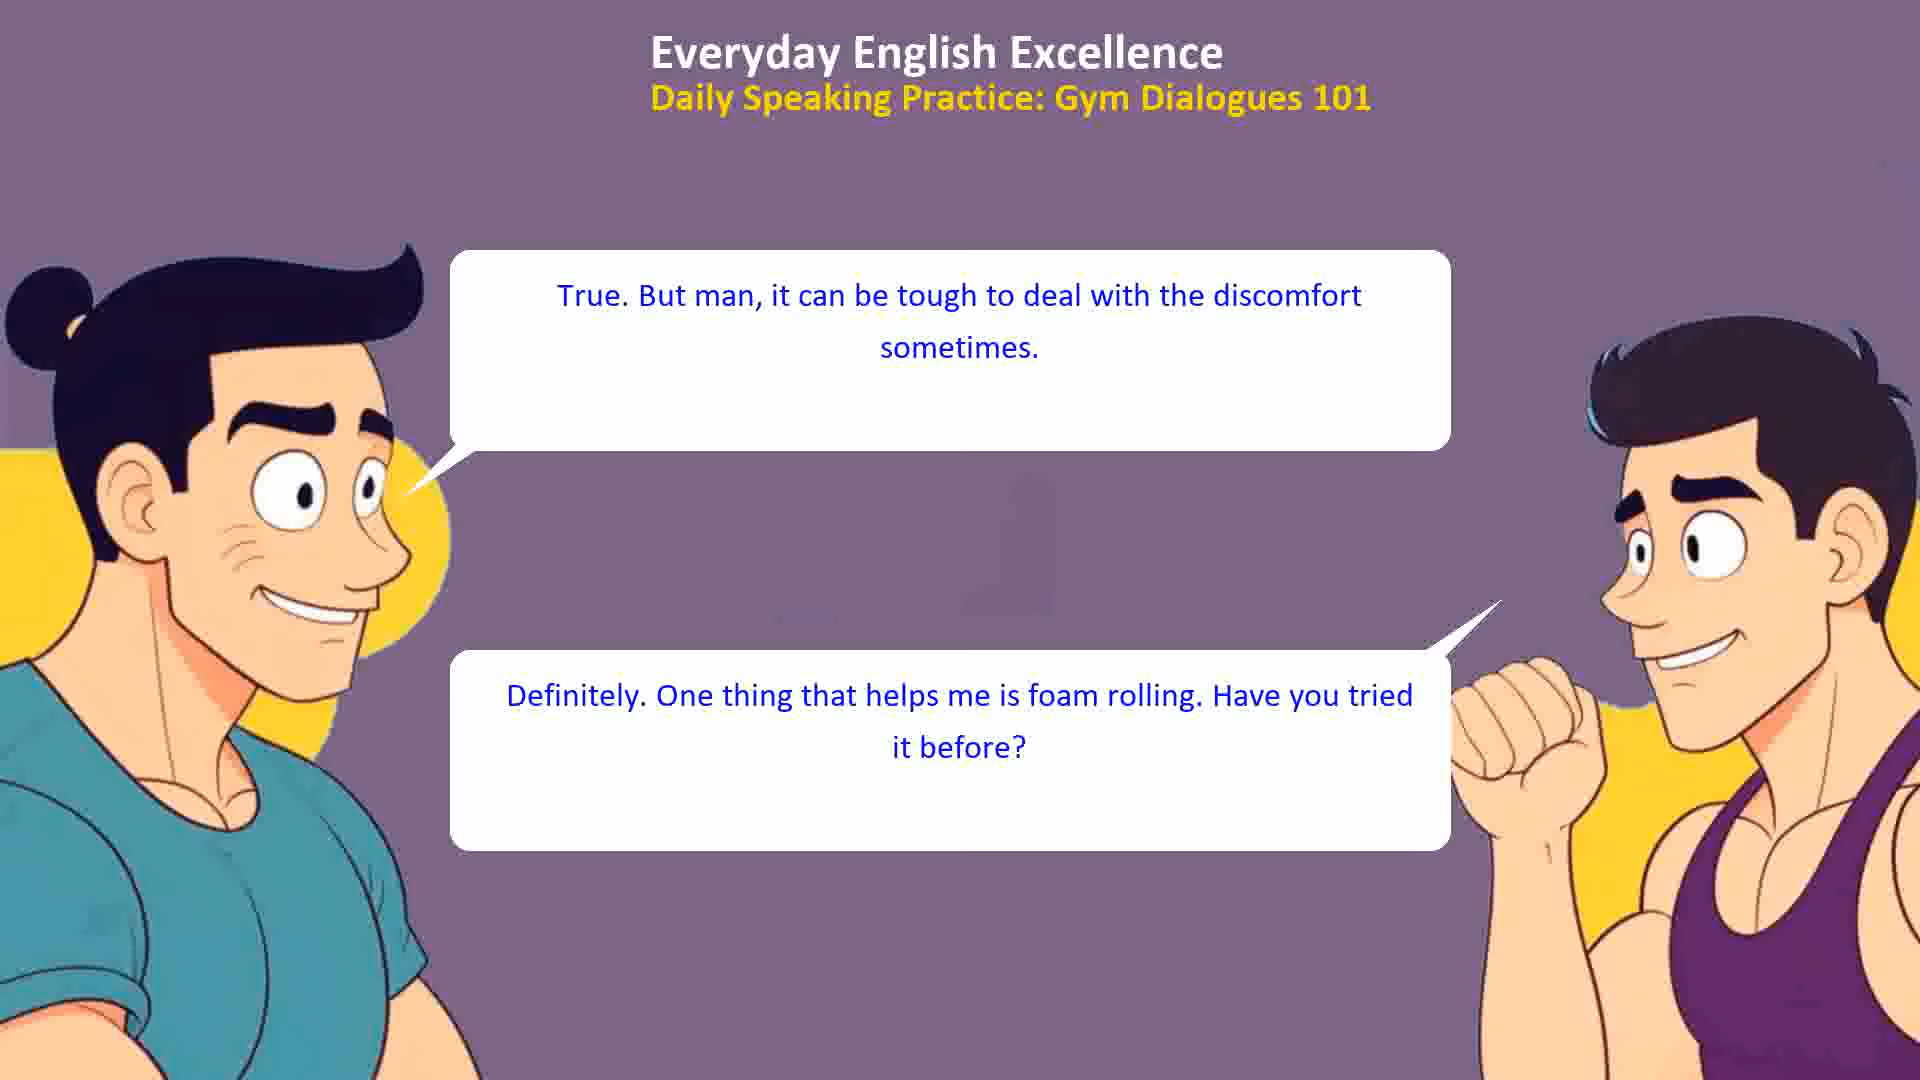 Everyday English Excellence
Daily Speaking Practice: Gym Dialogues 101
True. But man, it can be tough to deal with the discomfort
sometimes.
Definitely. One thing that helps me is foam rolling. Have you tried
it before?